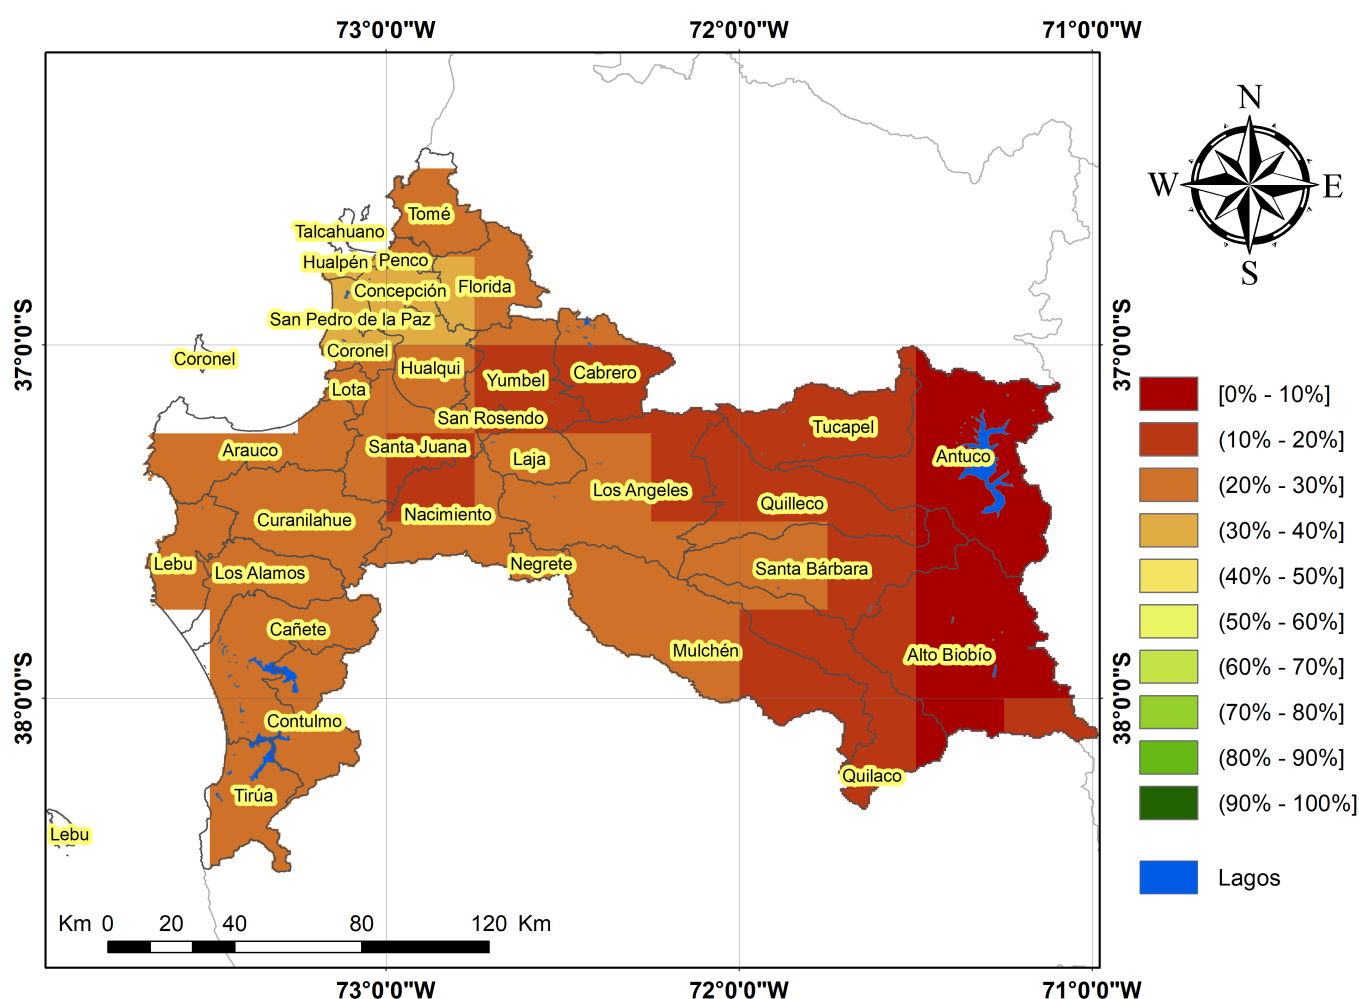 73°0'0"W 72°0'0"W 71°0'0"W
N
W E
S
Tomé
Talcahuano
Hualpén Penco
Concepción Florida
San Pedro de la Paz
37°0'0"S 37°0'0"S
Coronel Coronel
Hualqui
Yumbel Cabrero
Lota
San Rosendo
Tucapel
Arauco Santa Juana
Laja Antuco
Los Angeles
Quilleco
Curanilahue Nacimiento
Lebu Los Alamos Negrete Santa Bárbara
Cañete
Mulchén Alto Biobío
38°0'0"S 38°0'0"S
Contulmo
Quilaco
Tirúa
Lebu
[0% - 10%]
(10% - 20%]
(20% - 30%]
(30% - 40%]
(40% - 50%]
(50% - 60%]
(60% - 70%]
(70% - 80%]
(80% - 90%]
(90% - 100%]
Lagos
Km 0 20 40 80 120 Km
73°0'0"W 72°0'0"W 71°0'0"W